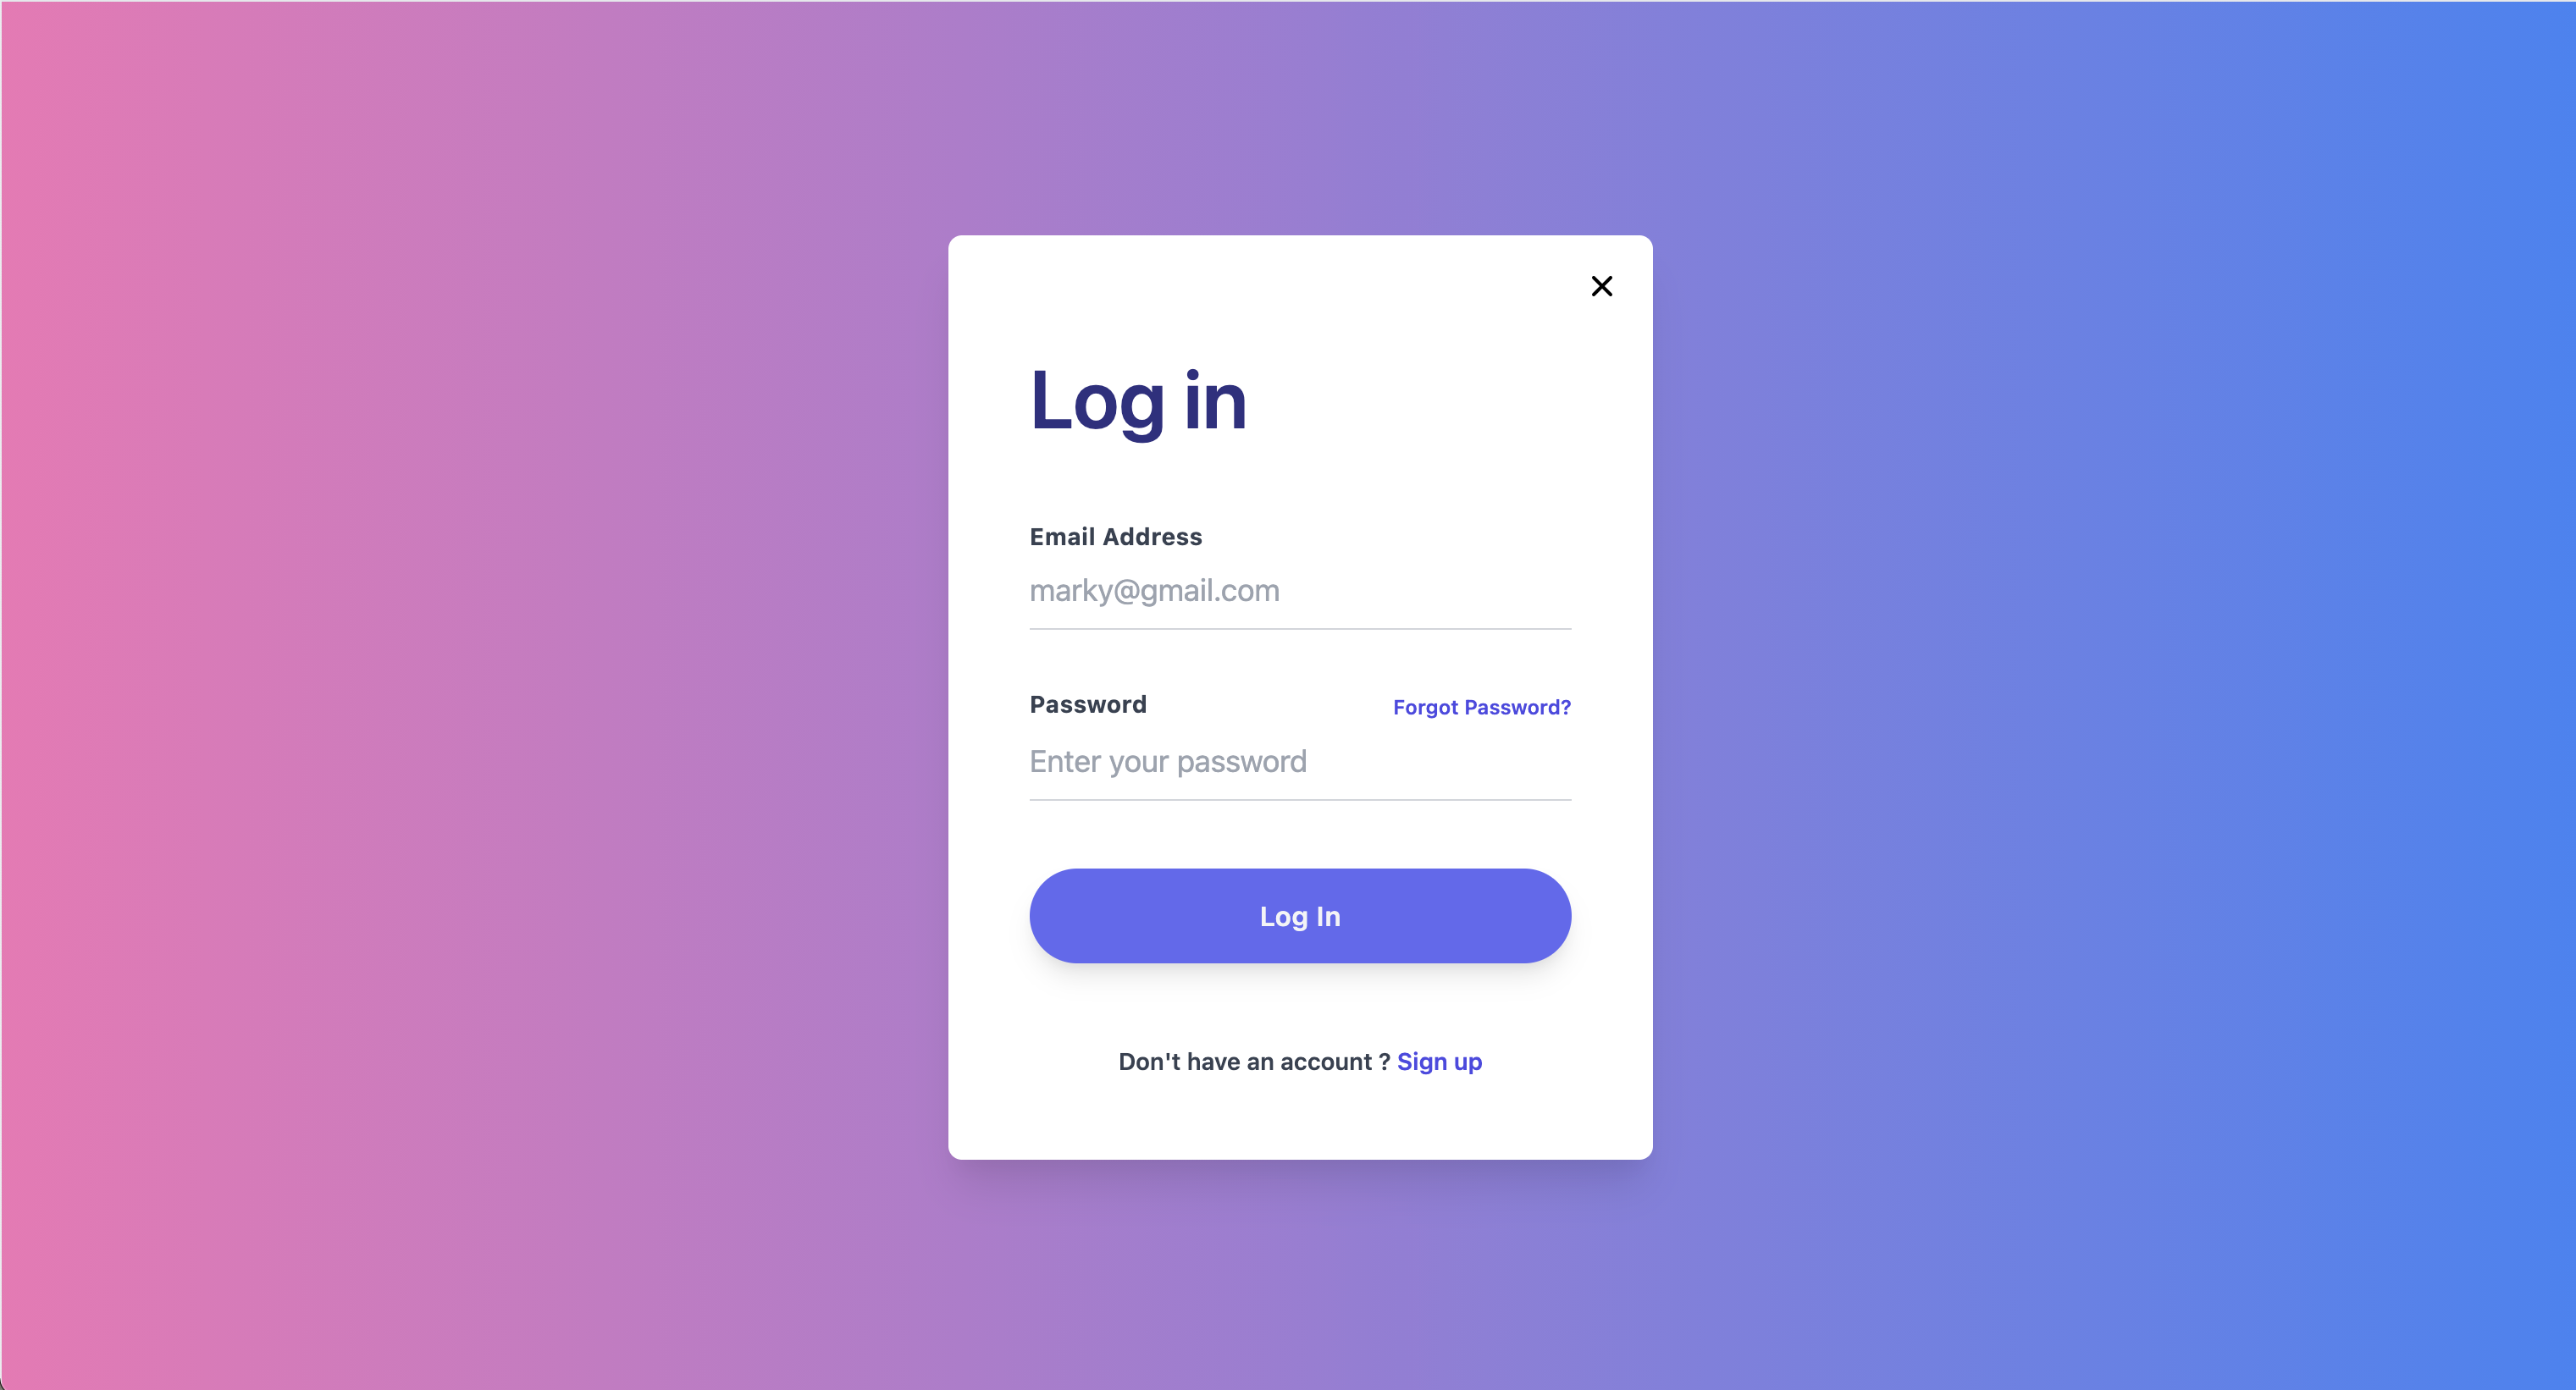 Log in
Email Address
marky@gmail.com
Password
Forgot Password?
Enter your password
Log In
Don't have an account ? Sign up